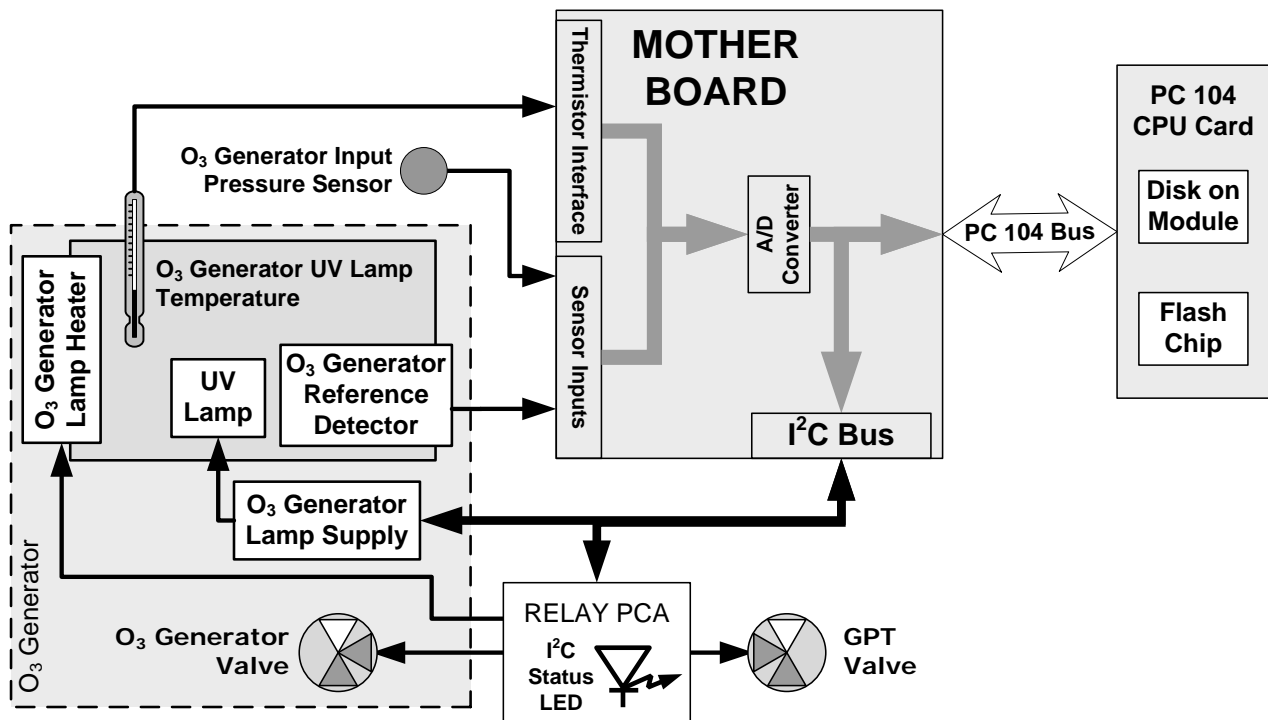 MOTHER
BOARD
Thermistor Interface
Sensor Inputs
A/D
Converter
I²C Bus
PC 104 Bus
PC 104
CPU Card
Disk on
Module
Flash
Chip
O₃ Generator Input
Pressure Sensor
O₃ Generator UV Lamp
Temperature
O₃ Generator
Lamp Heater
UV
Lamp
O₃ Generator
Reference
Detector
O₃ Generator
Lamp Supply
O₃ Generator
O₃ Generator
Valve
RELAY PCA
I²C
Status
LED
GPT
Valve